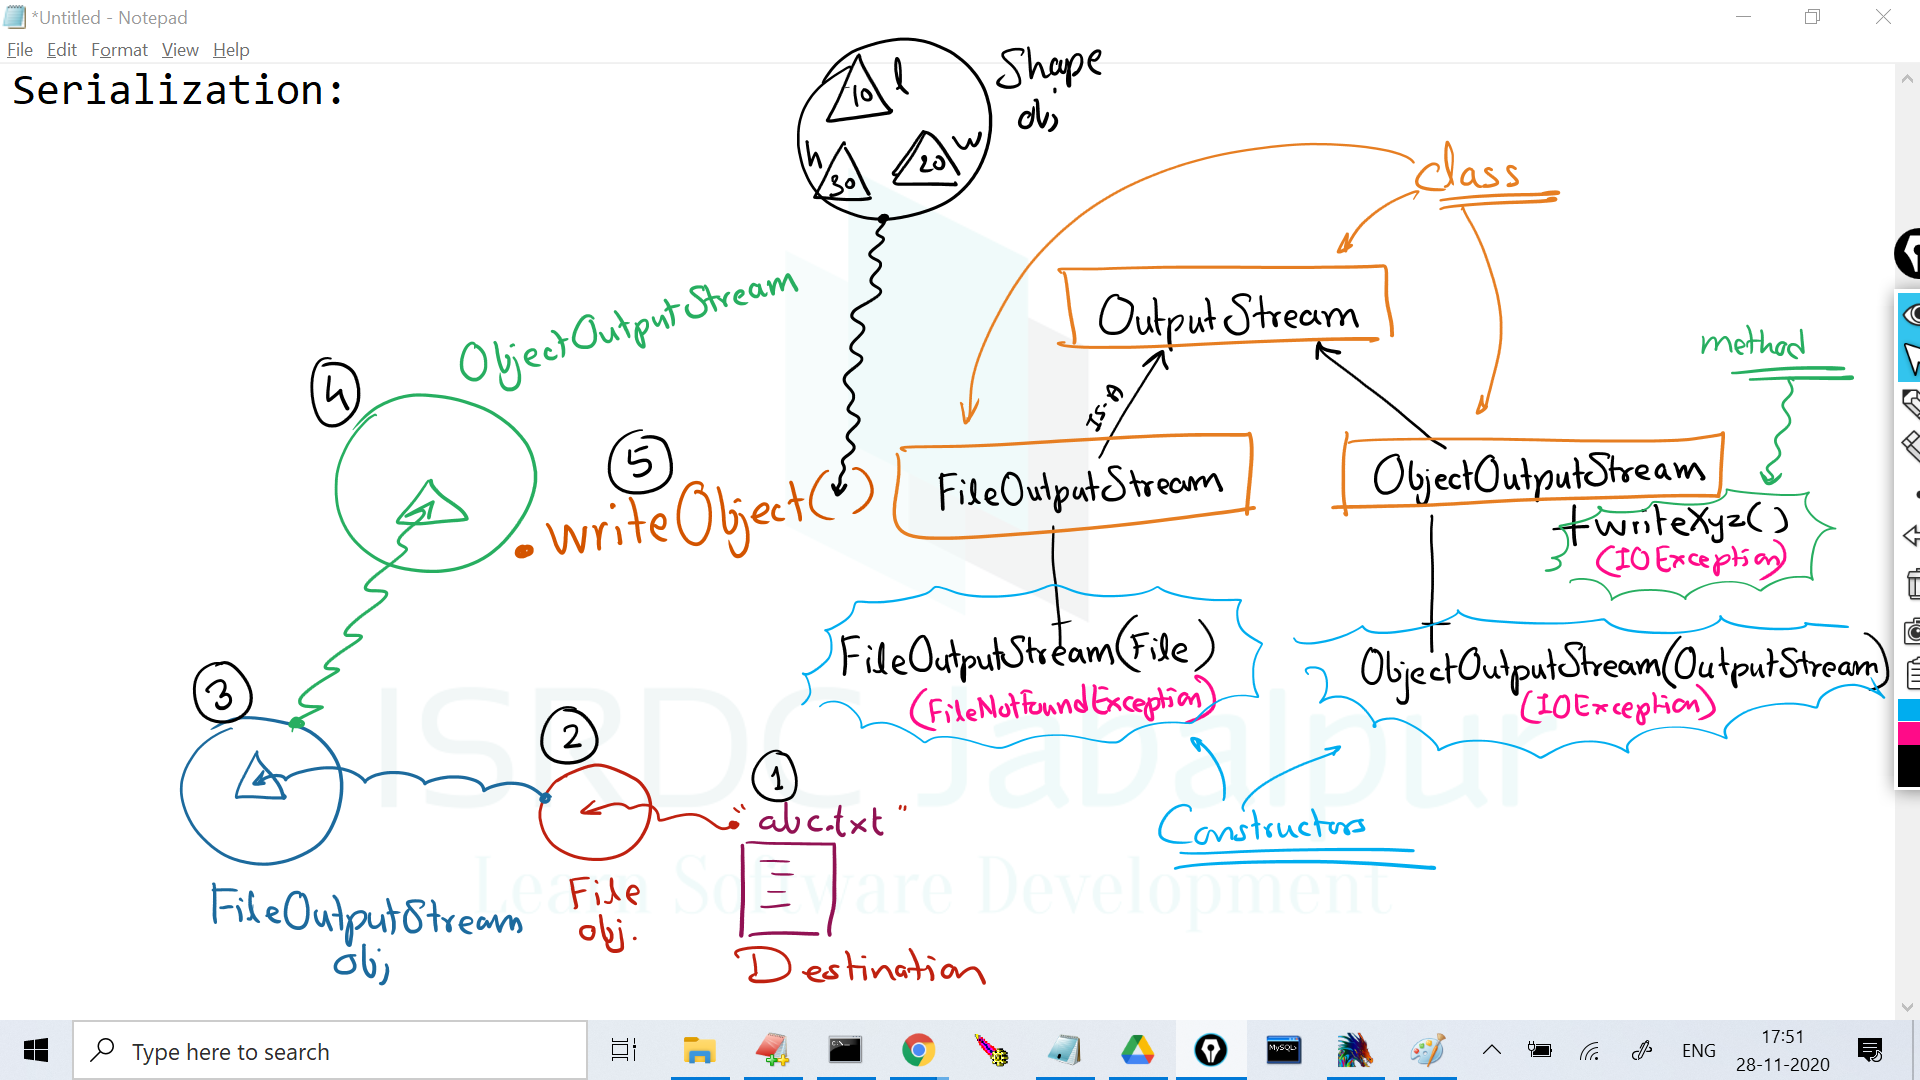 *Untitled - Notepad
File Edit Format View Help
Serialization:
10 l
h 30
20 w
Shape
obj
class
OutputStream
ObjectOutputStream
4
IS-A
method
5
.writeObject( )
FileOutputStream
ObjectOutputStream
+writeXyz( )
(IOException)
FileOutputStream(File)
(FileNotFoundException)
ObjectOutputStream(OutputStream)
(IOException)
3
2
1
"abc.txt"
Constructors
ISRDC Jabalpur
Learn Software Development
FileOutputStream
obj
File
obj.
Destination
Type here to search
C:\_
MySQL
ENG
17:51
28-11-2020